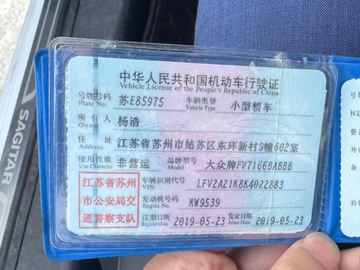 中华人民共和国机动车行驶证
Vehicle License of the People's Republic of China
号牌号码 苏E85975 车辆类型 小型轿车
Plate No. Vehicle Type
所有人 杨浩
Owner
住址 江苏省苏州市姑苏区东环新村9幢602室
Address
使用性质 非营运 品牌型号 大众牌FV7166BABBB
Use Character Model
江苏省苏州市公安局交通警察支队
车辆识别代号 LFV2A21K8K4022883
VIN
发动机号码 KW9539
Engine No.
注册日期 2019-05-23 发证日期 2019-05-23
Register Date Issue Date
SAGITAR